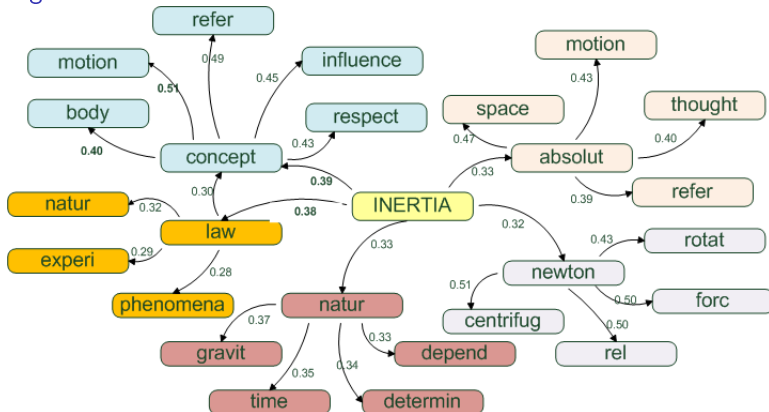 refer
motion
influence
body
respect
concept
0.51
0.49
0.45
0.43
0.40
0.39
0.30
motion
space
thought
absolut
refer
0.43
0.47
0.40
0.39
0.33
INERTIA
natur
law
experi
phenomena
0.32
0.29
0.28
0.38
natur
gravit
time
determin
depend
0.33
0.37
0.35
0.34
0.33
newton
rotat
forc
rel
centrifug
0.32
0.43
0.50
0.50
0.51